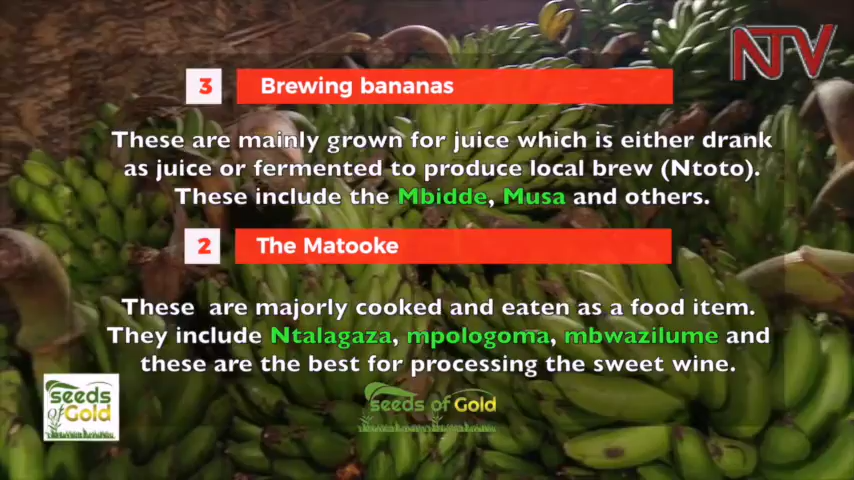 NTV
3 Brewing bananas
These are mainly grown for juice which is either drank
as juice or fermented to produce local brew (Ntoto).
These include the Mbidde, Musa and others.
2 The Matooke
These are majorly cooked and eaten as a food item.
They include Ntalagaza, mpologoma, mbwazilume and
these are the best for processing the sweet wine.
seeds
of Gold
seeds of Gold